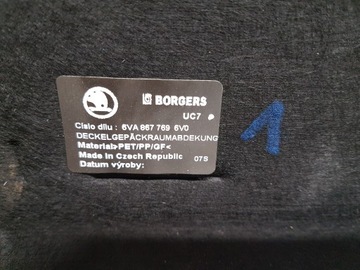 BORGERS
UC7
Cislo dílu : 6VA 867 769 6V0
DECKELGEPÄCKRAUMABDEKUNG
Material>PET/PP/GF<
Made in Czech Republic 07S
Datum výroby:
1